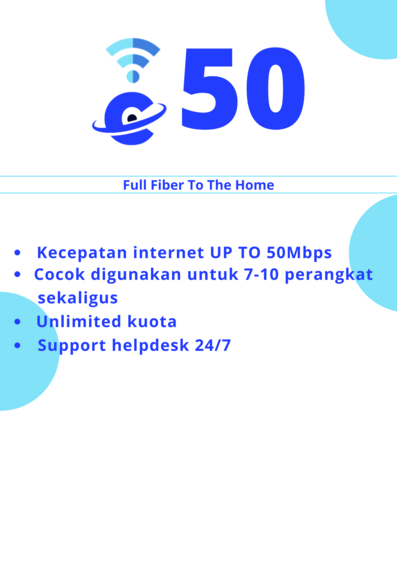 50
Full Fiber To The Home
• Kecepatan internet UP TO 50Mbps
• Cocok digunakan untuk 7-10 perangkat
sekaligus
• Unlimited kuota
• Support helpdesk 24/7